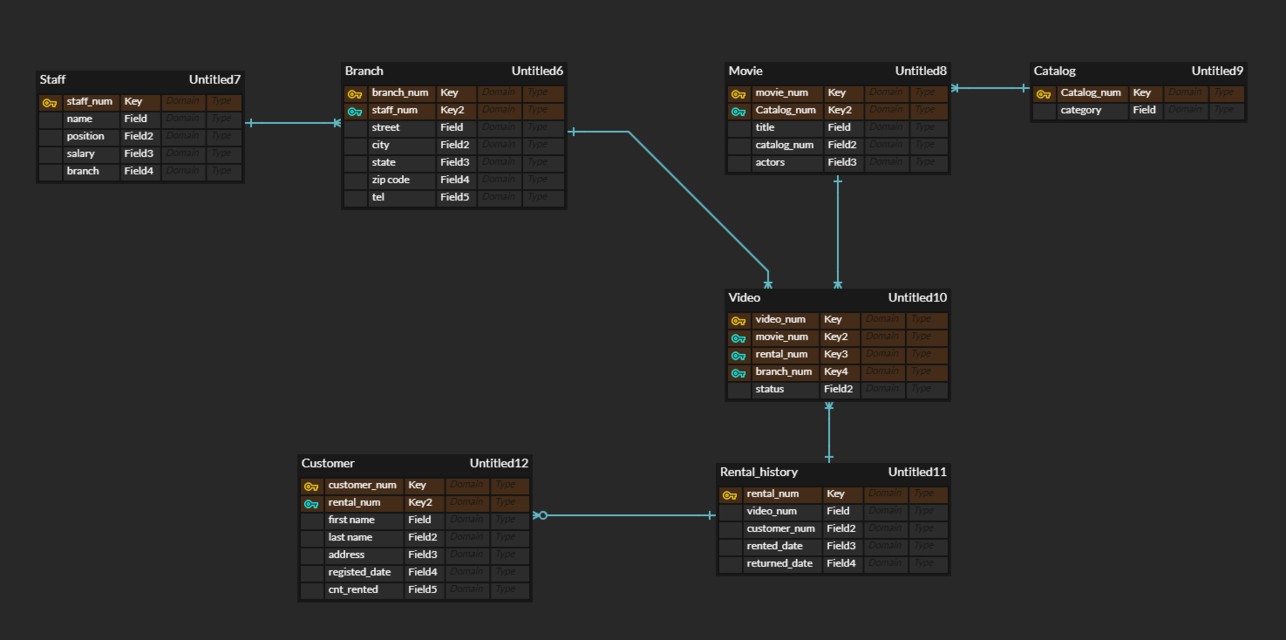 Staff Untitled7
staff_num Key Domain Type
name Field Domain Type
position Field2 Domain Type
salary Field3 Domain Type
branch Field4 Domain Type
Branch Untitled6
branch_num Key Domain Type
staff_num Key2 Domain Type
street Field Domain Type
city Field2 Domain Type
state Field3 Domain Type
zip code Field4 Domain Type
tel Field5 Domain Type
Movie Untitled8
movie_num Key Domain Type
Catalog_num Key2 Domain Type
title Field Domain Type
catalog_num Field2 Domain Type
actors Field3 Domain Type
Catalog Untitled9
Catalog_num Key Domain Type
category Field Domain Type
Video Untitled10
video_num Key Domain Type
movie_num Key2 Domain Type
rental_num Key3 Domain Type
branch_num Key4 Domain Type
status Field2 Domain Type
Customer Untitled12
customer_num Key Domain Type
rental_num Key2 Domain Type
first name Field Domain Type
last name Field2 Domain Type
address Field3 Domain Type
registed_date Field4 Domain Type
cnt_rented Field5 Domain Type
Rental_history Untitled11
rental_num Key Domain Type
video_num Field Domain Type
customer_num Field2 Domain Type
rented_date Field3 Domain Type
returned_date Field4 Domain Type